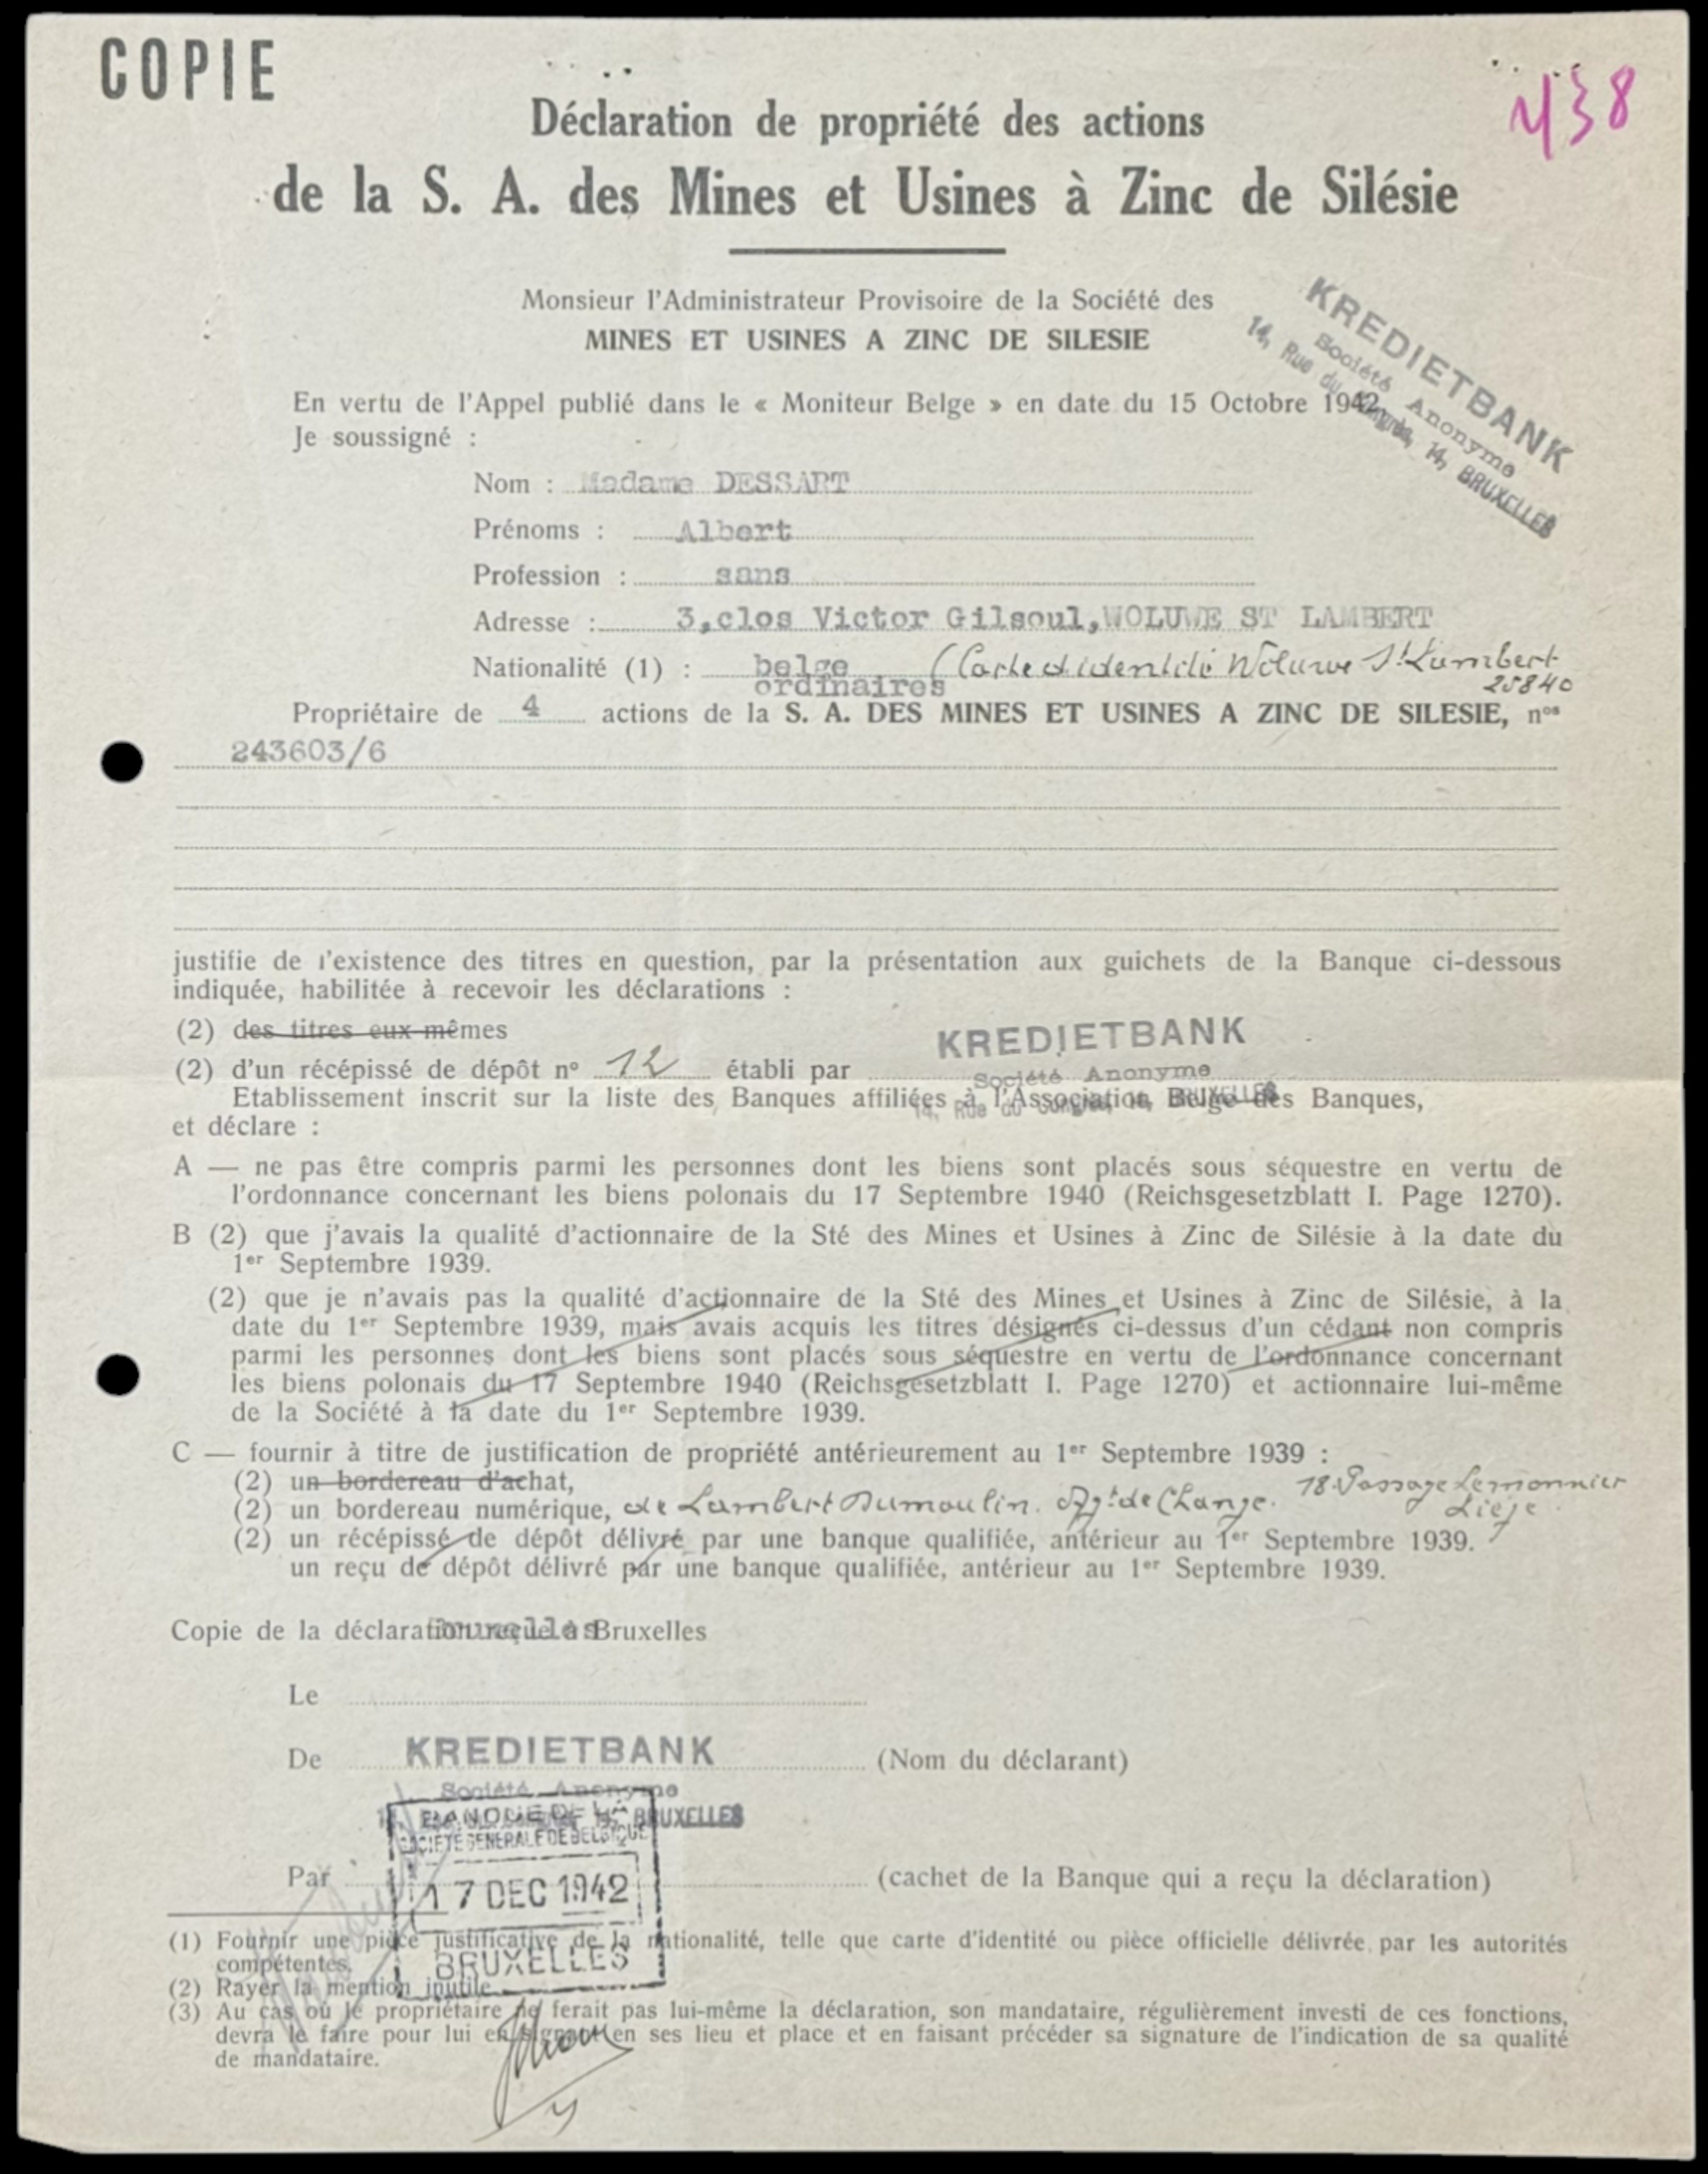 COPIE
438
Déclaration de propriété des actions
de la S. A. des Mines et Usines à Zinc de Silésie
Monsieur l'Administrateur Provisoire de la Société des
MINES ET USINES A ZINC DE SILESIE
KREDIETBANK
Société Anonyme
14, Rue du Congrès, 14, BRUXELLES
En vertu de l'Appel publié dans le « Moniteur Belge » en date du 15 Octobre 1942,
Je soussigné :
Nom : Madame DESSART
Prénoms : Albert
Profession : sans
Adresse : 3,clos Victor Gilsoul,WOLUWE ST LAMBERT
Nationalité (1) : belge (Carte d'identité Woluwe St Lambert
25840
ordinaires
Propriétaire de 4 actions de la S. A. DES MINES ET USINES A ZINC DE SILESIE, nos
243603/6
justifie de l'existence des titres en question, par la présentation aux guichets de la Banque ci-dessous
indiquée, habilitée à recevoir les déclarations :
(2) des titres eux-mêmes
KREDIETBANK
(2) d'un récépissé de dépôt no 12 établi par
Société Anonyme
14, Rue du Congrès, 14, BRUXELLES
Etablissement inscrit sur la liste des Banques affiliées à l'Association Belge des Banques,
et déclare :
A — ne pas être compris parmi les personnes dont les biens sont placés sous séquestre en vertu de
l'ordonnance concernant les biens polonais du 17 Septembre 1940 (Reichsgesetzblatt I. Page 1270).
B (2) que j'avais la qualité d'actionnaire de la Sté des Mines et Usines à Zinc de Silésie à la date du
1er Septembre 1939.
(2) que je n'avais pas la qualité d'actionnaire de la Sté des Mines et Usines à Zinc de Silésie, à la
date du 1er Septembre 1939, mais avais acquis les titres désignés ci-dessus d'un cédant non compris
parmi les personnes dont les biens sont placés sous séquestre en vertu de l'ordonnance concernant
les biens polonais du 17 Septembre 1940 (Reichsgesetzblatt I. Page 1270) et actionnaire lui-même
de la Société à la date du 1er Septembre 1939.
C — fournir à titre de justification de propriété antérieurement au 1er Septembre 1939 :
(2) un bordereau d'achat,
(2) un bordereau numérique, de Lambert Dumoulin. Agt de Change. 18 Passage Lemonnier
Liège
(2) un récépissé de dépôt délivré par une banque qualifiée, antérieur au 1er Septembre 1939.
un reçu de dépôt délivré par une banque qualifiée, antérieur au 1er Septembre 1939.
Copie de la déclaration reçue à Bruxelles
Le
De KREDIETBANK (Nom du déclarant)
Société Anonyme
BRUXELLES
BANQUE DE LA
SOCIETE GENERALE DE BELGIQUE
17 DEC 1942
BRUXELLES
Par (cachet de la Banque qui a reçu la déclaration)
(1) Fournir une pièce justificative de la nationalité, telle que carte d'identité ou pièce officielle délivrée par les autorités
compétentes.
(2) Rayer la mention inutile
(3) Au cas où le propriétaire ne ferait pas lui-même la déclaration, son mandataire, régulièrement investi de ces fonctions,
devra le faire pour lui en signant en ses lieu et place et en faisant précéder sa signature de l'indication de sa qualité
de mandataire.